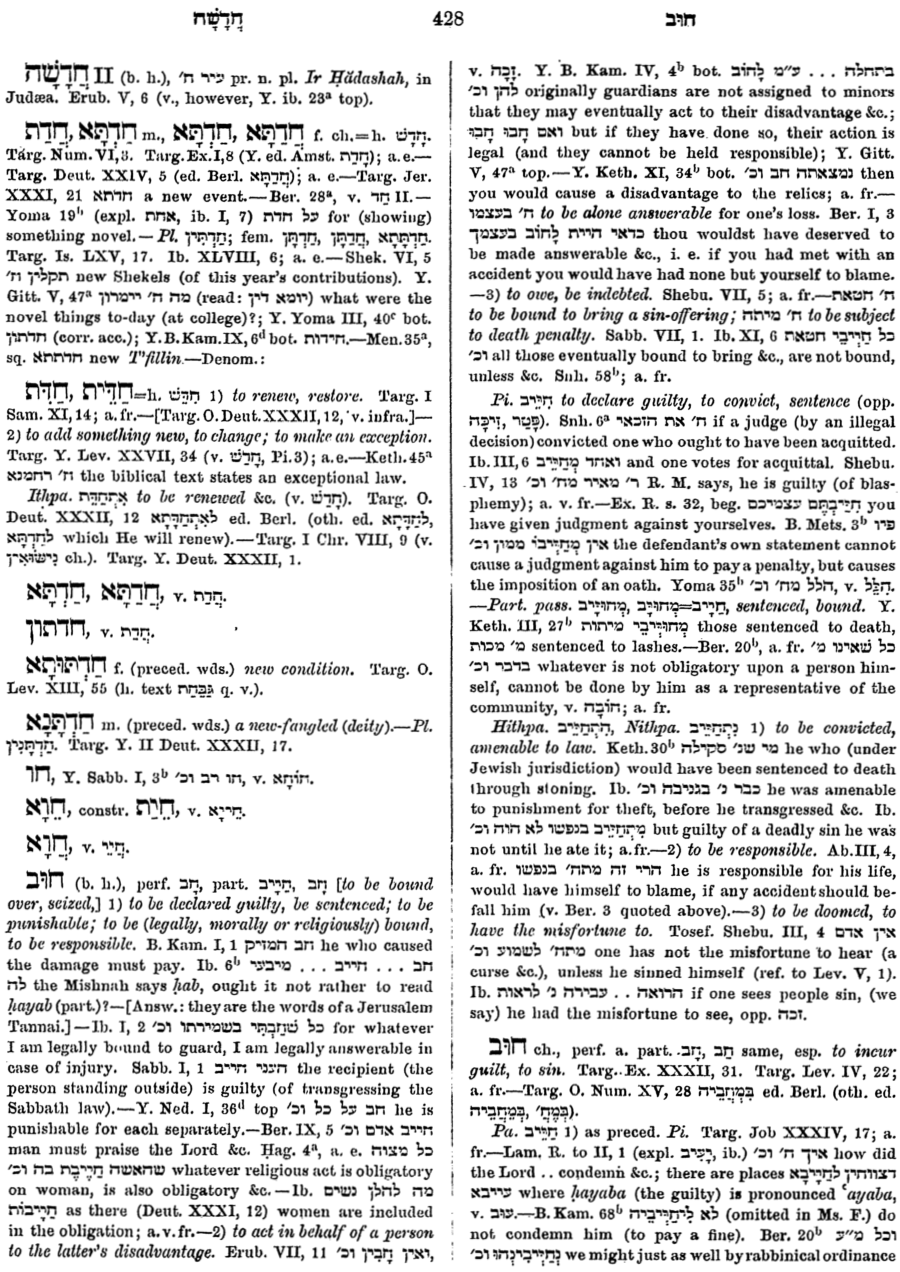 חֲדָשָׁה
428
חוּב
חֲדָשָׁה II (b. h.), עיר ח' pr. n. pl. Ir Ḥădashah, in
Judæa. Erub. V, 6 (v., however, Y. ib. 23ª top).
חֲדַת, חַדְתָּא m., חֲדַתָּא, חַדְתָּא f. ch.=h. חָדָשׁ.
Targ. Num. VI, 3. Targ. Ex. I, 8 (Y. ed. Amst. חֲדַת); a. e.—
Targ. Deut. XXIV, 5 (ed. Berl. חֲדַתָּא); a. e.—Targ. Jer.
XXXI, 21 חדתא a new event.—Ber. 28ª, v. חַד II.—
Yoma 19ᵇ (expl. אחת, ib. I, 7) על חדת for (showing)
something novel.—Pl. חַדְתִּין; fem. חַדְתָּן, חֲדַתָּן, חַדְתָּתָא.
Targ. Is. LXV, 17. Ib. XLVIII, 6; a. e.—Shek. VI, 5
תקלין ח' new Shekels (of this year's contributions). Y.
Gitt. V, 47ª מה ח' יימרון (read: יומא דין) what were the
novel things to-day (at college)?; Y. Yoma III, 40ᶜ bot.
חדתון (corr. acc.); Y. B. Kam. IX, 6ᵈ bot. חידות.—Men. 35ª,
sq. חדתתא new T'fillin.—Denom.:
חֲדֵית, חַדֵּת=h. חִדֵּשׁ 1) to renew, restore. Targ. I
Sam. XI, 14; a. fr.—[Targ. O. Deut. XXXII, 12, v. infra.]—
2) to add something new, to change; to make an exception.
Targ. Y. Lev. XXVII, 34 (v. חָדַשׁ, Pi. 3); a. e.—Keth. 45ª
ח' רחמנא the biblical text states an exceptional law.
Ithpa. אִתְחַדַּת to be renewed &c. (v. חָדַשׁ). Targ. O.
Deut. XXXII, 12 לְאִתְחַדָּתָא ed. Berl. (oth. ed. לְחַדָּתָא,
לְחַדְתָּא which He will renew).—Targ. I Chr. VIII, 9 (v.
נִישּׂוּאִין ch.). Targ. Y. Deut. XXXII, 1.
חֲדַתָּא, חַדְתָּא, v. חֲדַת.
חדתון, v. חֲדַת.
חַדְתּוּתָא f. (preced. wds.) new condition. Targ. O.
Lev. XIII, 55 (h. text גַּבַּחַת q. v.).
חַדְתָּנָא m. (preced. wds.) a new-fangled (deity).—Pl.
חַדְתָּנִין. Targ. Y. II Deut. XXXII, 17.
חו, Y. Sabb. I, 3ᵇ חו רב וכ', v. חוֹחָא.
חֵוָא, constr. חֵיוַת, v. חֵייוָא.
חֲוָא, v. חֲוֵי.
חוּב (b. h.), perf. חָב, part. חָב, חַיָּיב [to be bound
over, seized,] 1) to be declared guilty, be sentenced; to be
punishable; to be (legally, morally or religiously) bound,
to be responsible. B. Kam. I, 1 חב המזיק he who caused
the damage must pay. Ib. 6ᵇ חב ... חייב ... מיבעי
לה the Mishnah says ḥab, ought it not rather to read
ḥayab (part.)?—[Answ.: they are the words of a Jerusalem
Tannai.]—Ib. I, 2 כל שֶׁחַבְתִּי בשמירתו וכ' for whatever
I am legally bound to guard, I am legally answerable in
case of injury. Sabb. I, 1 העני חייב the recipient (the
person standing outside) is guilty (of transgressing the
Sabbath law).—Y. Ned. I, 36ᵈ top חב על כל וכ' he is
punishable for each separately.—Ber. IX, 5 חייב אדם וכ'
man must praise the Lord &c. Ḥag. 4ª, a. e. כל מצוה
שהאשה חַיֶּיבֶת בה וכ' whatever religious act is obligatory
on woman, is also obligatory &c.—Ib. מה להלן נשים
חַיָּיבוֹת as there (Deut. XXXI, 12) women are included
in the obligation; a. v. fr.—2) to act in behalf of a person
to the latter's disadvantage. Erub. VII, 11 ואין חָבִין וכ',
v. זָכָה. Y. B. Kam. IV, 4ᵇ bot. בתחלה ... ע״מ לָחוֹב
להן וכ' originally guardians are not assigned to minors
that they may eventually act to their disadvantage &c.;
ואם חבו חָבוּ but if they have done so, their action is
legal (and they cannot be held responsible); Y. Gitt.
V, 47ª top.—Y. Keth. XI, 34ᵇ bot. נמצאתה חב וכ' then
you would cause a disadvantage to the relics; a. fr.—
ח' בעצמו to be alone answerable for one's loss. Ber. I, 3
כדאי היית לָחוֹב בעצמך thou wouldst have deserved to
be made answerable &c., i. e. if you had met with an
accident you would have had none but yourself to blame.
—3) to owe, be indebted. Shebu. VII, 5; a. fr.—ח' חטאת
to be bound to bring a sin-offering; ח' מיתה to be subject
to death penalty. Sabb. VII, 1. Ib. XI, 6 כל חַיָּיבֵי חטאת
וכ' all those eventually bound to bring &c., are not bound,
unless &c. Snh. 58ᵇ; a. fr.
Pi. חִיֵּיב to declare guilty, to convict, sentence (opp.
פָּטַר, זִיכָּה). Snh. 6ª ח' את הזכאי if a judge (by an illegal
decision) convicted one who ought to have been acquitted.
Ib. III, 6 ואחד מְחַיֵּיב and one votes for acquittal. Shebu.
IV, 13 ר' מאיר מח' וכ' R. M. says, he is guilty (of blas-
phemy); a. v. fr.—Ex. R. s. 32, beg. חִיַּיבְתֶּם עצמיכם you
have given judgment against yourselves. B. Mets. 3ᵇ פיו
אין מְחַיְּיבוֹ ממון וכ' the defendant's own statement cannot
cause a judgment against him to pay a penalty, but causes
the imposition of an oath. Yoma 35ᵇ הלל מח' וכ', v. הִלֵּל.
—Part. pass. מְחוּיָּב, מְחוּיָּיב=חַיָּיב, sentenced, bound. Y.
Keth. III, 27ᵇ מְחוּיְּיבֵי מיתות those sentenced to death,
מ' מכות sentenced to lashes.—Ber. 20ᵇ, a. fr. כל שאינו מ'
בדבר וכ' whatever is not obligatory upon a person him-
self, cannot be done by him as a representative of the
community, v. חוֹבָה; a. fr.
Hithpa. הִתְחַיֵּיב, Nithpa. נִתְחַיֵּיב 1) to be convicted,
amenable to law. Keth. 30ᵇ מי שנ' סקילה he who (under
Jewish jurisdiction) would have been sentenced to death
through stoning. Ib. כבר נ' בגניבה וכ' he was amenable
to punishment for theft, before he transgressed &c. Ib.
מִתְחַיֵּיב בנפשו לא הוה וכ' but guilty of a deadly sin he was
not until he ate it; a. fr.—2) to be responsible. Ab. III, 4,
a. fr. הרי זה מתח' בנפשו he is responsible for his life,
would have himself to blame, if any accident should be-
fall him (v. Ber. 3 quoted above).—3) to be doomed, to
have the misfortune to. Tosef. Shebu. III, 4 אין אדם
מתח' לשמוע וכ' one has not the misfortune to hear (a
curse &c.), unless he sinned himself (ref. to Lev. V, 1).
Ib. הרואה .. עבירה נ' לראות if one sees people sin, (we
say) he had the misfortune to see, opp. זכה.
חוּב ch., perf. a. part. חָב, חַב same, esp. to incur
guilt, to sin. Targ. Ex. XXXII, 31. Targ. Lev. IV, 22;
a. fr.—Targ. O. Num. XV, 28 בְּמֶחֱבֵיהּ ed. Berl. (oth. ed.
בְּמֶחֱבֵיהּ, בְּמֶח').
Pa. חַיֵּיב 1) as preced. Pi. Targ. Job XXXIV, 17; a.
fr.—Lam. R. to II, 1 (expl. יָעִיב, ib.) איך ח' וכ' how did
the Lord .. condemn &c.; there are places דצווחין לְחַיָּיבָא
עייבא where ḥayaba (the guilty) is pronounced ʿayaba,
v. עוב.—B. Kam. 68ᵇ לא לִיחַיְּיבֵיהּ (omitted in Ms. F.) do
not condemn him (to pay a fine). Ber. 20ᵇ וכל מ״ע
נְחַיְּיבִינְהוּ וכ' we might just as well by rabbinical ordinance